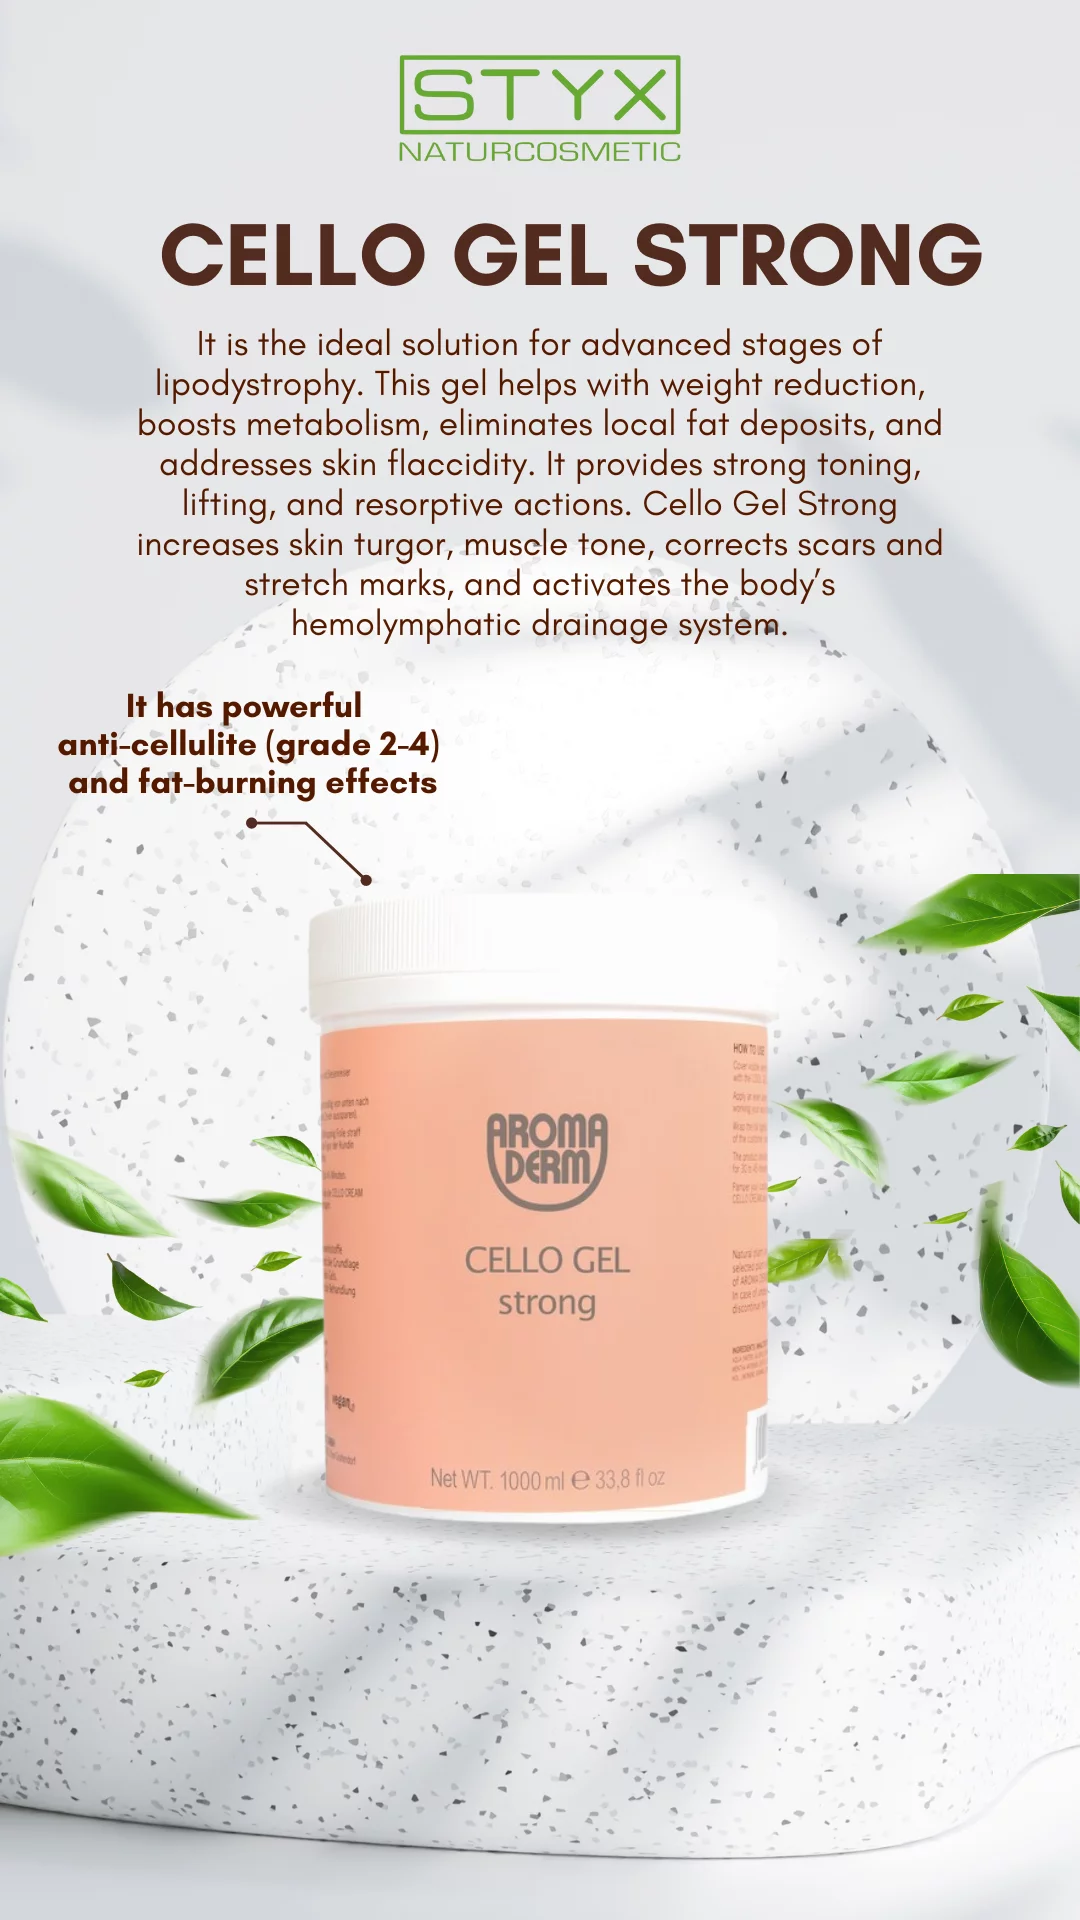 STYX
NATURCOSMETIC
CELLO GEL STRONG
It is the ideal solution for advanced stages of
lipodystrophy. This gel helps with weight reduction,
boosts metabolism, eliminates local fat deposits, and
addresses skin flaccidity. It provides strong toning,
lifting, and resorptive actions. Cello Gel Strong
increases skin turgor, muscle tone, corrects scars and
stretch marks, and activates the body’s
hemolymphatic drainage system.
It has powerful
anti-cellulite (grade 2-4)
and fat-burning effects
AROMA
DERM
CELLO GEL
strong
Net WT. 1000 ml ℮ 33,8 fl oz
HOW TO USE
vegan